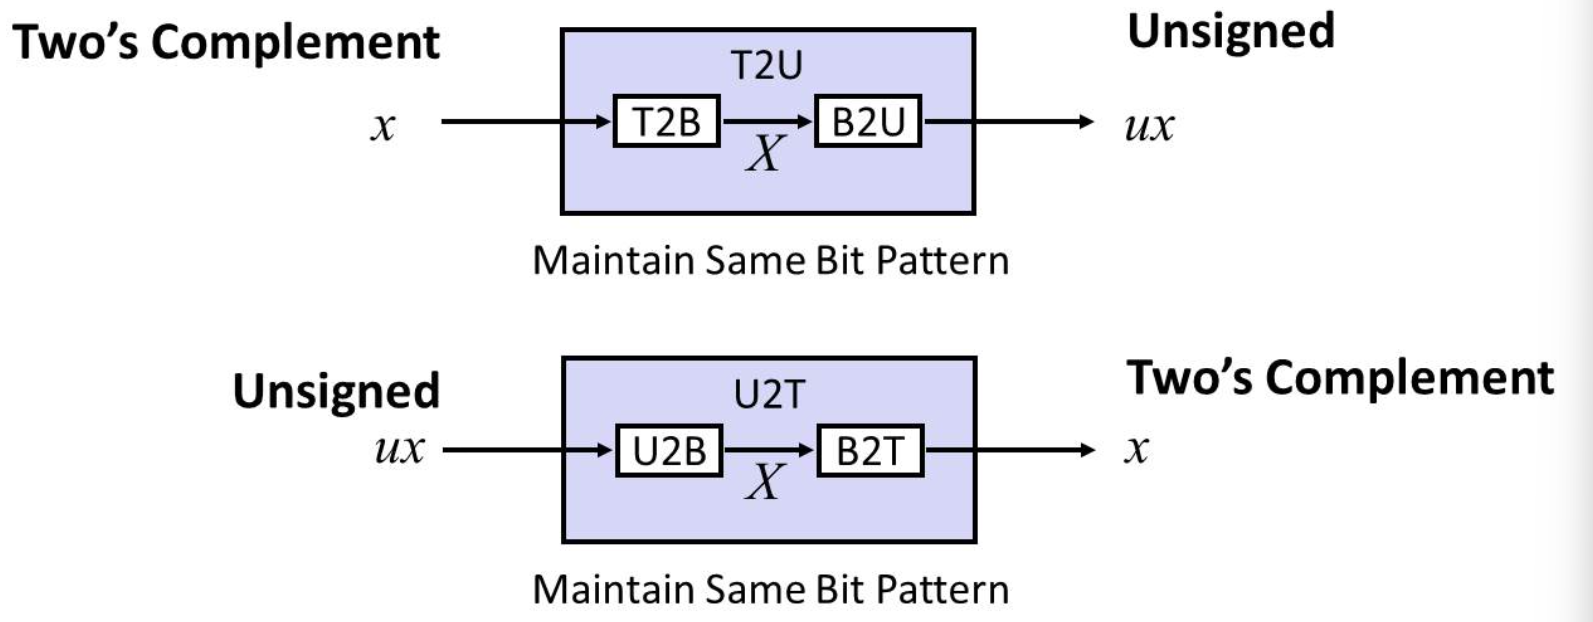 Two’s Complement
Unsigned
T2U
x
T2B
X
B2U
ux
Maintain Same Bit Pattern
Unsigned
Two’s Complement
U2T
ux
U2B
X
B2T
x
Maintain Same Bit Pattern